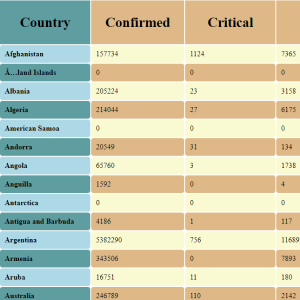 Country Confirmed Critical
Afghanistan 157734 1124 7365
Ã…land Islands 0 0 0
Albania 205224 23 3158
Algeria 214044 27 6175
American Samoa 0 0 0
Andorra 20549 31 134
Angola 65760 3 1738
Anguilla 1592 0 4
Antarctica 0 0 0
Antigua and Barbuda 4186 1 117
Argentina 5382290 756 11689
Armenia 343506 0 7893
Aruba 16751 11 180
Australia 246789 110 2142